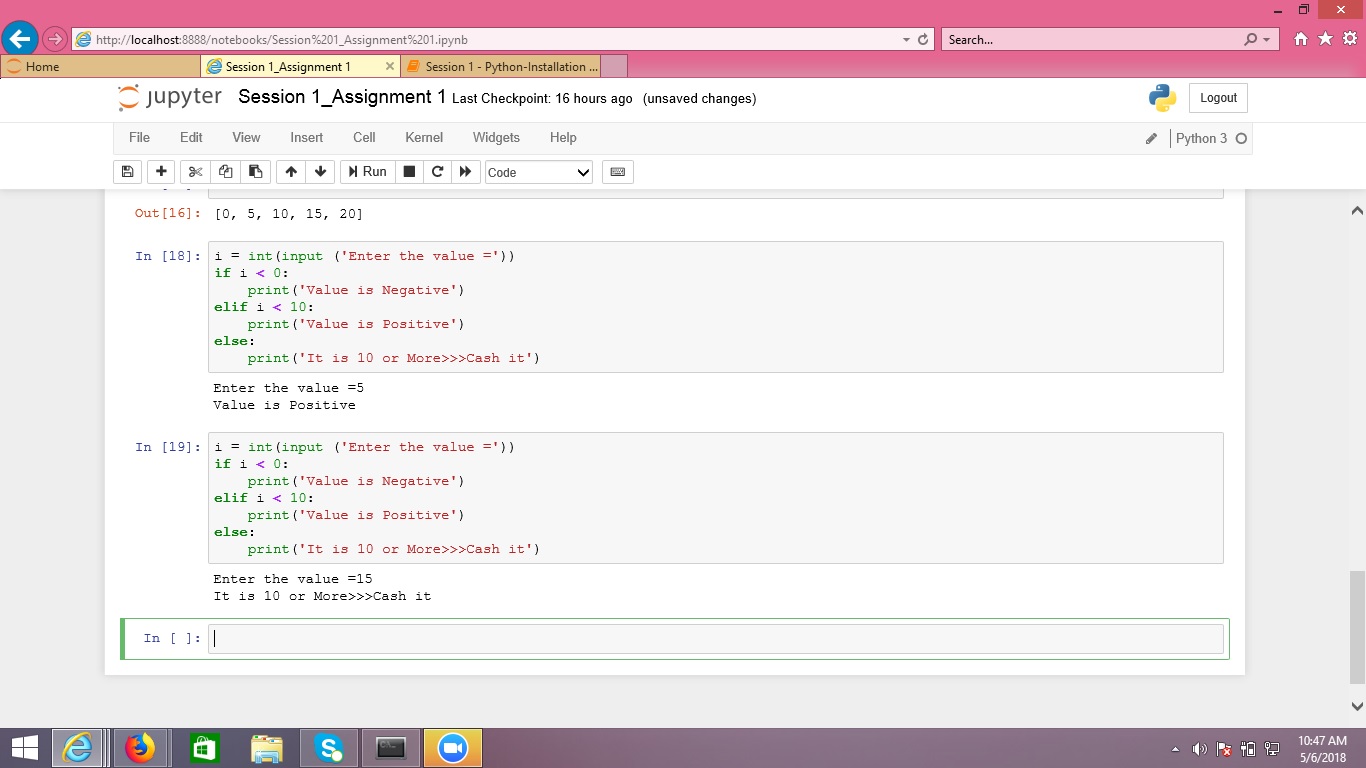 http://localhost:8888/notebooks/Session%201_Assignment%201.ipynb
Search...
Home
Session 1_Assignment 1
Session 1 - Python-Installation ...
jupyter Session 1_Assignment 1 Last Checkpoint: 16 hours ago (unsaved changes)
Logout
File Edit View Insert Cell Kernel Widgets Help
Python 3
Run
Code
Out[16]: [0, 5, 10, 15, 20]
In [18]: i = int(input ('Enter the value ='))
if i < 0:
    print('Value is Negative')
elif i < 10:
    print('Value is Positive')
else:
    print('It is 10 or More>>>Cash it')
Enter the value =5
Value is Positive
In [19]: i = int(input ('Enter the value ='))
if i < 0:
    print('Value is Negative')
elif i < 10:
    print('Value is Positive')
else:
    print('It is 10 or More>>>Cash it')
Enter the value =15
It is 10 or More>>>Cash it
In [ ]:
10:47 AM
5/6/2018